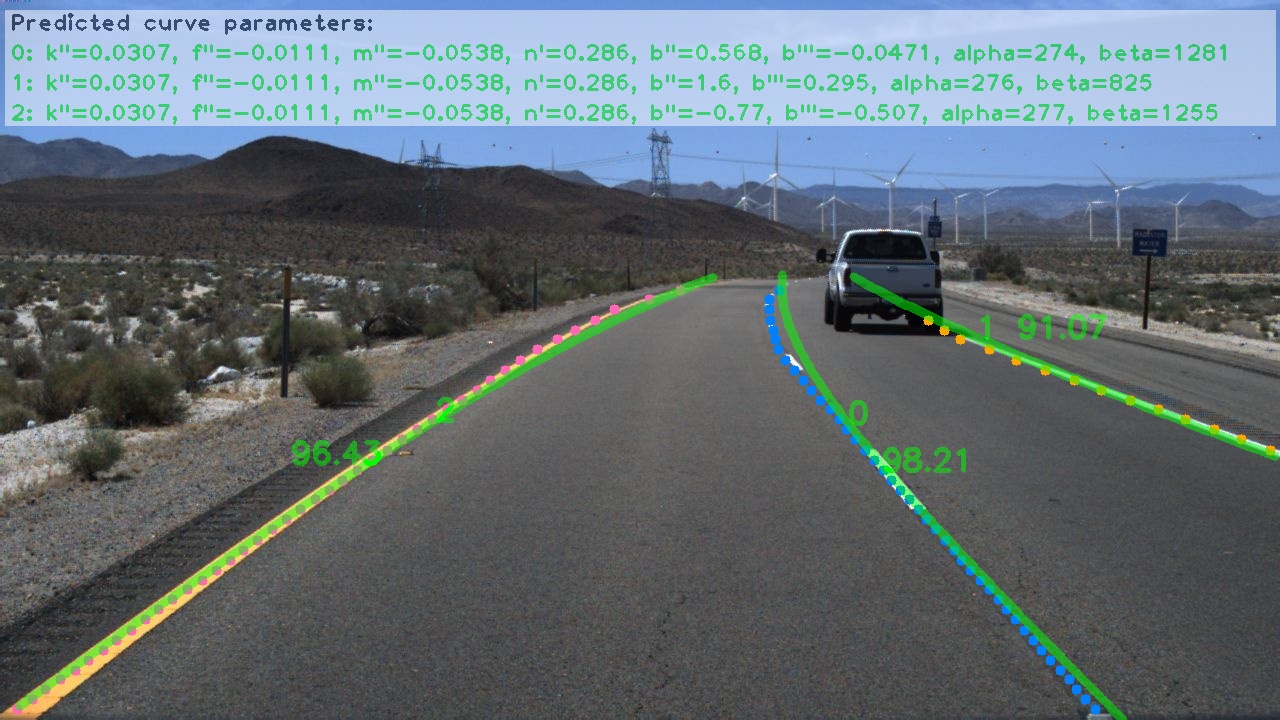 Predicted curve parameters:
0: k"=0.0307, f"=-0.0111, m"=-0.0538, n'=0.286, b"=0.568, b'"=-0.0471, alpha=274, beta=1281
1: k"=0.0307, f"=-0.0111, m"=-0.0538, n'=0.286, b"=1.6, b'"=0.295, alpha=276, beta=825
2: k"=0.0307, f"=-0.0111, m"=-0.0538, n'=0.286, b"=-0.77, b'"=-0.507, alpha=277, beta=1255
RADIATOR
WATER
1 91.07
2
0
96.43
98.21